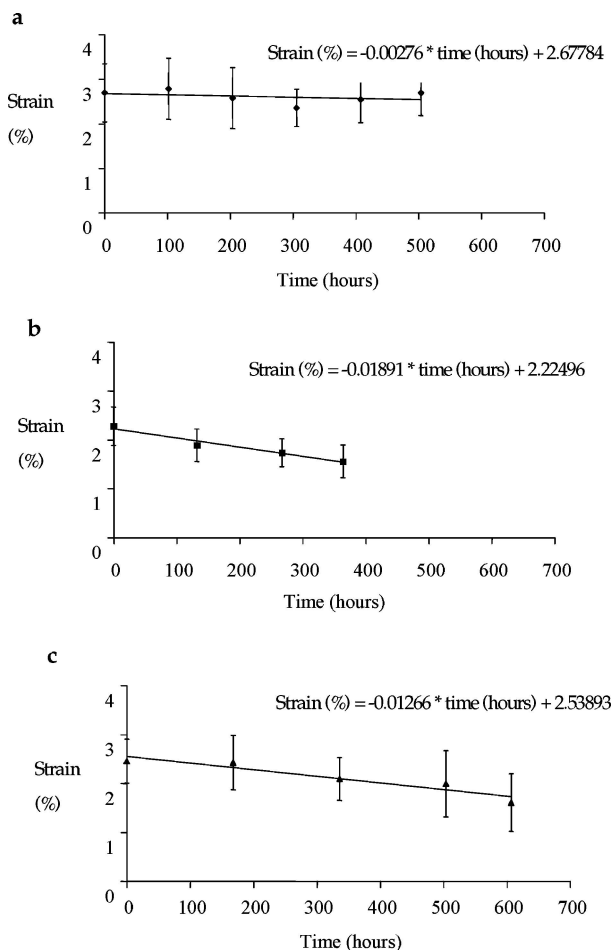 a
4
Strain (%) = -0.00276 * time (hours) + 2.67784
3
Strain
(%)
2
1
0
0 100 200 300 400 500 600 700
Time (hours)
b
4
Strain (%) = -0.01891 * time (hours) + 2.22496
3
Strain
(%)
2
1
0
0 100 200 300 400 500 600 700
Time (hours)
c
4
Strain (%) = -0.01266 * time (hours) + 2.53893
3
Strain
(%)
2
1
0
0 100 200 300 400 500 600 700
Time (hours)